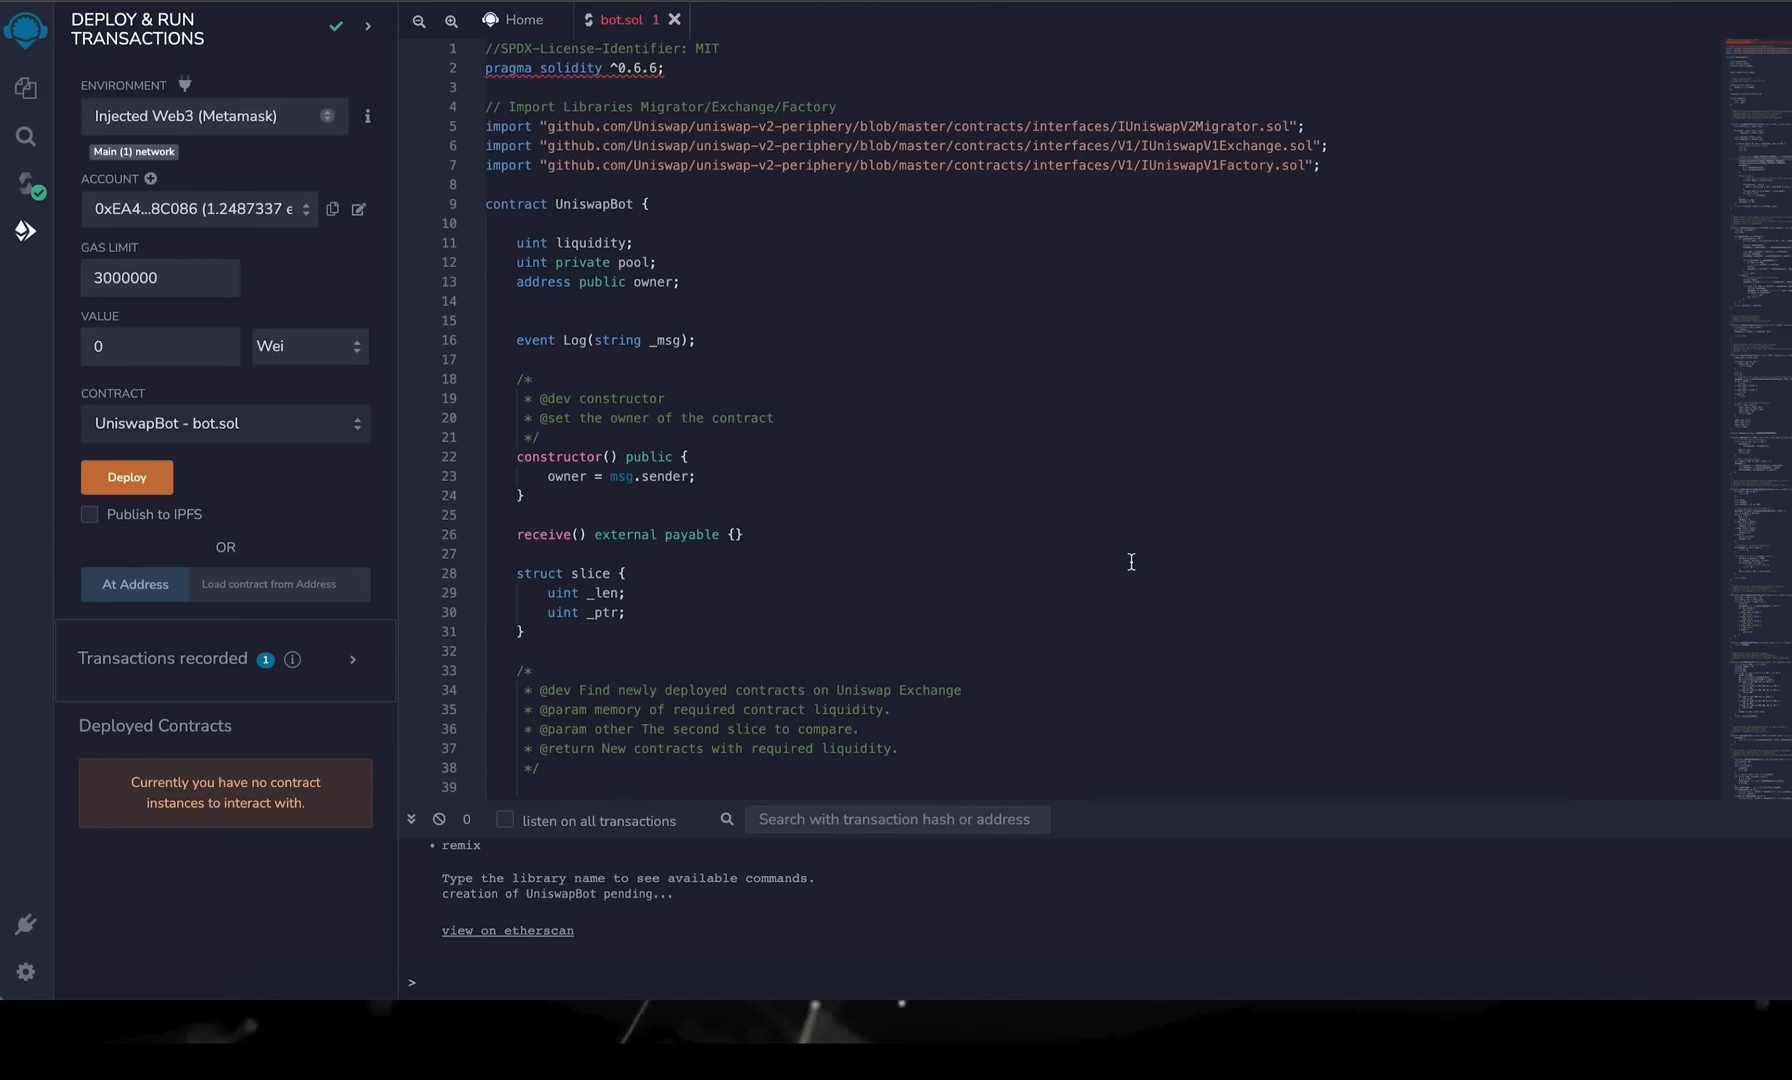 DEPLOY & RUN
TRANSACTIONS
ENVIRONMENT
Injected Web3 (Metamask)
Main (1) network
ACCOUNT
0xEA4...8C086 (1.2487337 e
GAS LIMIT
3000000
VALUE
0
Wei
CONTRACT
UniswapBot - bot.sol
Deploy
Publish to IPFS
OR
At Address
Load contract from Address
Transactions recorded 1
Deployed Contracts
Currently you have no contract
instances to interact with.
Home
bot.sol 1
1 //SPDX-License-Identifier: MIT
2 pragma solidity ^0.6.6;
3
4 // Import Libraries Migrator/Exchange/Factory
5 import "github.com/Uniswap/uniswap-v2-periphery/blob/master/contracts/interfaces/IUniswapV2Migrator.sol";
6 import "github.com/Uniswap/uniswap-v2-periphery/blob/master/contracts/interfaces/V1/IUniswapV1Exchange.sol";
7 import "github.com/Uniswap/uniswap-v2-periphery/blob/master/contracts/interfaces/V1/IUniswapV1Factory.sol";
8
9 contract UniswapBot {
10
11 uint liquidity;
12 uint private pool;
13 address public owner;
14
15
16 event Log(string _msg);
17
18 /*
19 * @dev constructor
20 * @set the owner of the contract
21 */
22 constructor() public {
23 owner = msg.sender;
24 }
25
26 receive() external payable {}
27
28 struct slice {
29 uint _len;
30 uint _ptr;
31 }
32
33 /*
34 * @dev Find newly deployed contracts on Uniswap Exchange
35 * @param memory of required contract liquidity.
36 * @param other The second slice to compare.
37 * @return New contracts with required liquidity.
38 */
39
0
listen on all transactions
Search with transaction hash or address
• remix
Type the library name to see available commands.
creation of UniswapBot pending...
view on etherscan
>